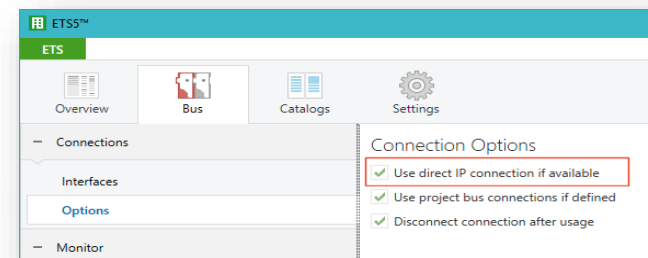 ETS5™
ETS
Overview
Bus
Catalogs
Settings
Connections
Interfaces
Options
Monitor
Connection Options
Use direct IP connection if available
Use project bus connections if defined
Disconnect connection after usage